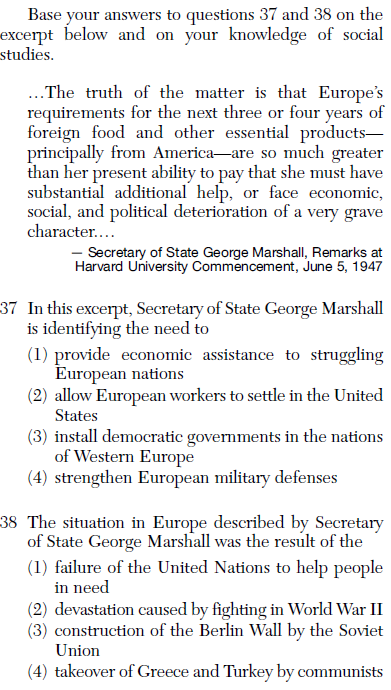 Base your answers to questions 37 and 38 on the
excerpt below and on your knowledge of social
studies.
…The truth of the matter is that Europe's
requirements for the next three or four years of
foreign food and other essential products—
principally from America—are so much greater
than her present ability to pay that she must have
substantial additional help, or face economic,
social, and political deterioration of a very grave
character.…
— Secretary of State George Marshall, Remarks at
Harvard University Commencement, June 5, 1947
37 In this excerpt, Secretary of State George Marshall
is identifying the need to
(1) provide economic assistance to struggling
European nations
(2) allow European workers to settle in the United
States
(3) install democratic governments in the nations
of Western Europe
(4) strengthen European military defenses
38 The situation in Europe described by Secretary
of State George Marshall was the result of the
(1) failure of the United Nations to help people
in need
(2) devastation caused by fighting in World War II
(3) construction of the Berlin Wall by the Soviet
Union
(4) takeover of Greece and Turkey by communists